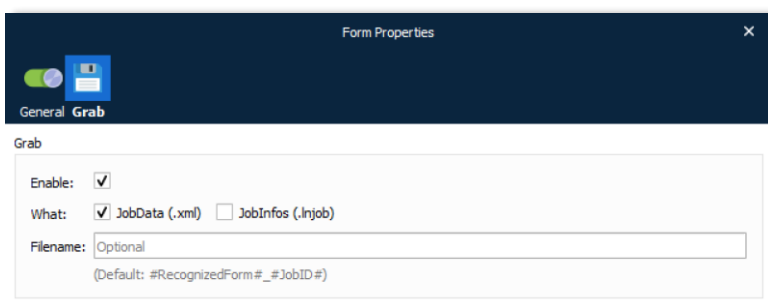 Form Properties
General Grab
Grab
Enable:
What: JobData (.xml) JobInfos (.lnjob)
Filename: Optional
(Default: #RecognizedForm#_#JobID#)